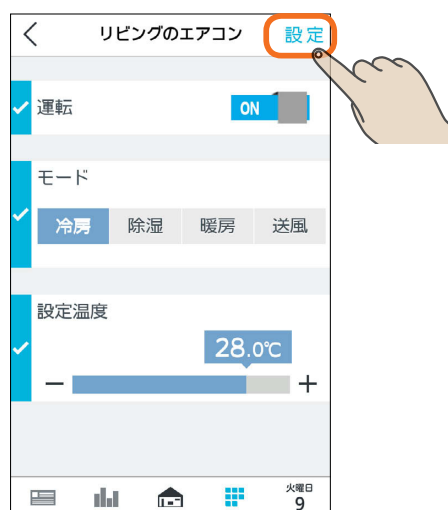 リビングのエアコン 設定
運転 ON
モード
冷房 除湿 暖房 送風
設定温度
28.0℃
− +
火曜日
9